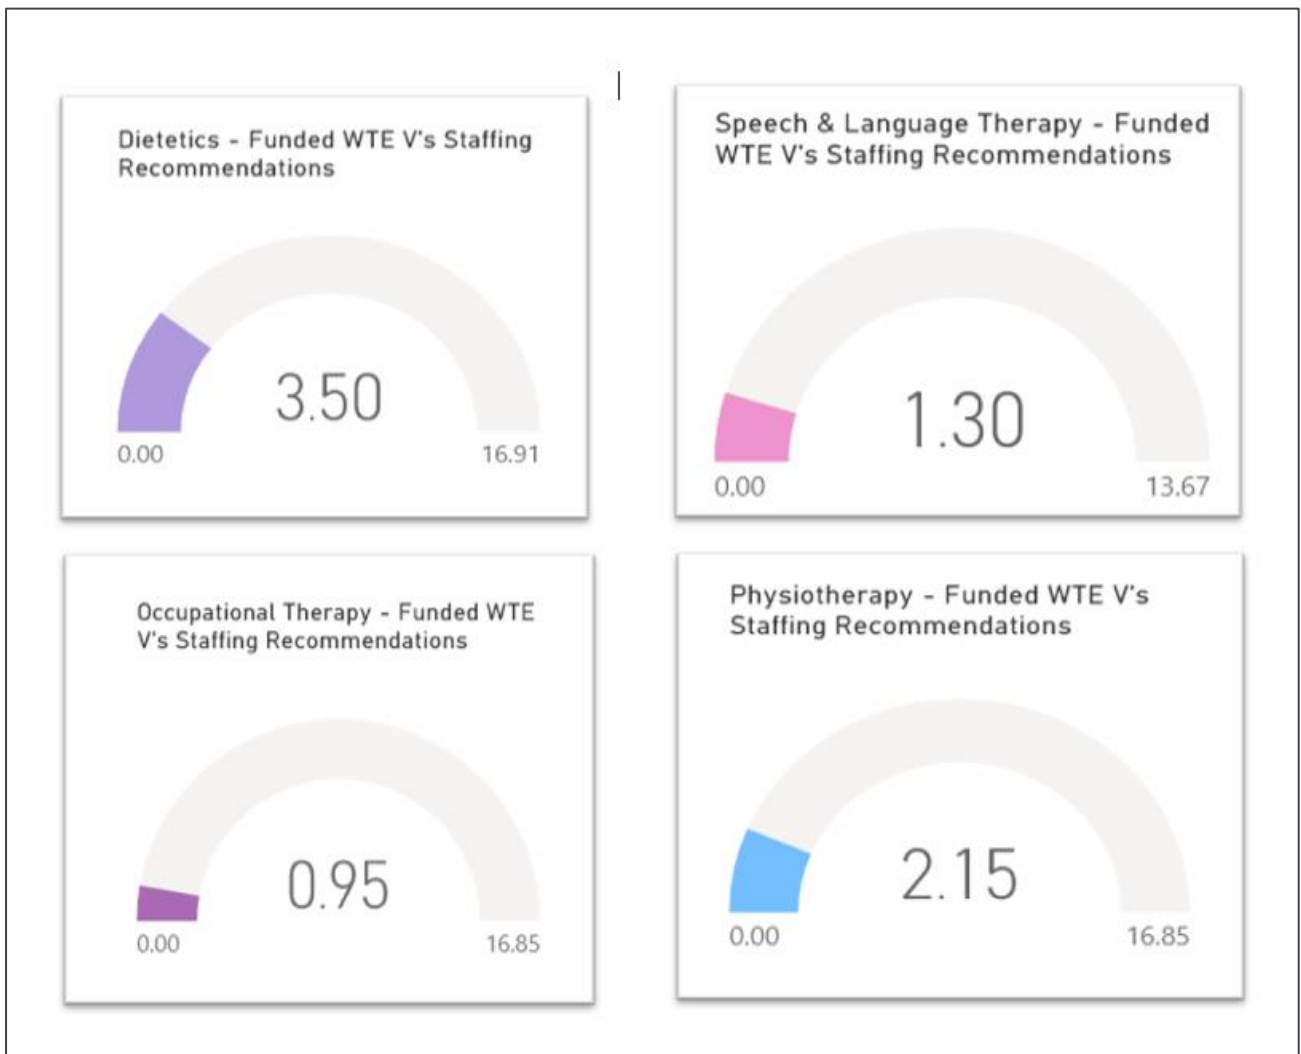 Dietetics - Funded WTE V's Staffing
Recommendations
3.50
0.00
16.91
Speech & Language Therapy - Funded
WTE V's Staffing Recommendations
1.30
0.00
13.67
Occupational Therapy - Funded WTE
V's Staffing Recommendations
0.95
0.00
16.85
Physiotherapy - Funded WTE V's
Staffing Recommendations
2.15
0.00
16.85